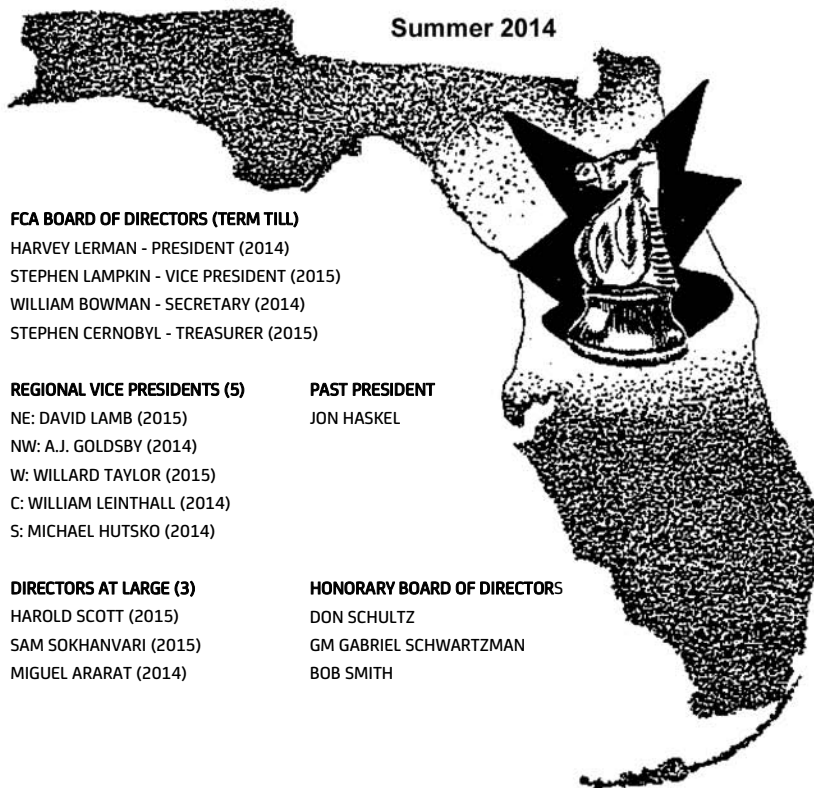 Summer 2014
FCA BOARD OF DIRECTORS (TERM TILL)
HARVEY LERMAN - PRESIDENT (2014)
STEPHEN LAMPKIN - VICE PRESIDENT (2015)
WILLIAM BOWMAN - SECRETARY (2014)
STEPHEN CERNOBYL - TREASURER (2015)
REGIONAL VICE PRESIDENTS (5)
NE: DAVID LAMB (2015)
NW: A.J. GOLDSBY (2014)
W: WILLARD TAYLOR (2015)
C: WILLIAM LEINTHALL (2014)
S: MICHAEL HUTSKO (2014)
PAST PRESIDENT
JON HASKEL
DIRECTORS AT LARGE (3)
HAROLD SCOTT (2015)
SAM SOKHANVARI (2015)
MIGUEL ARARAT (2014)
HONORARY BOARD OF DIRECTORS
DON SCHULTZ
GM GABRIEL SCHWARTZMAN
BOB SMITH